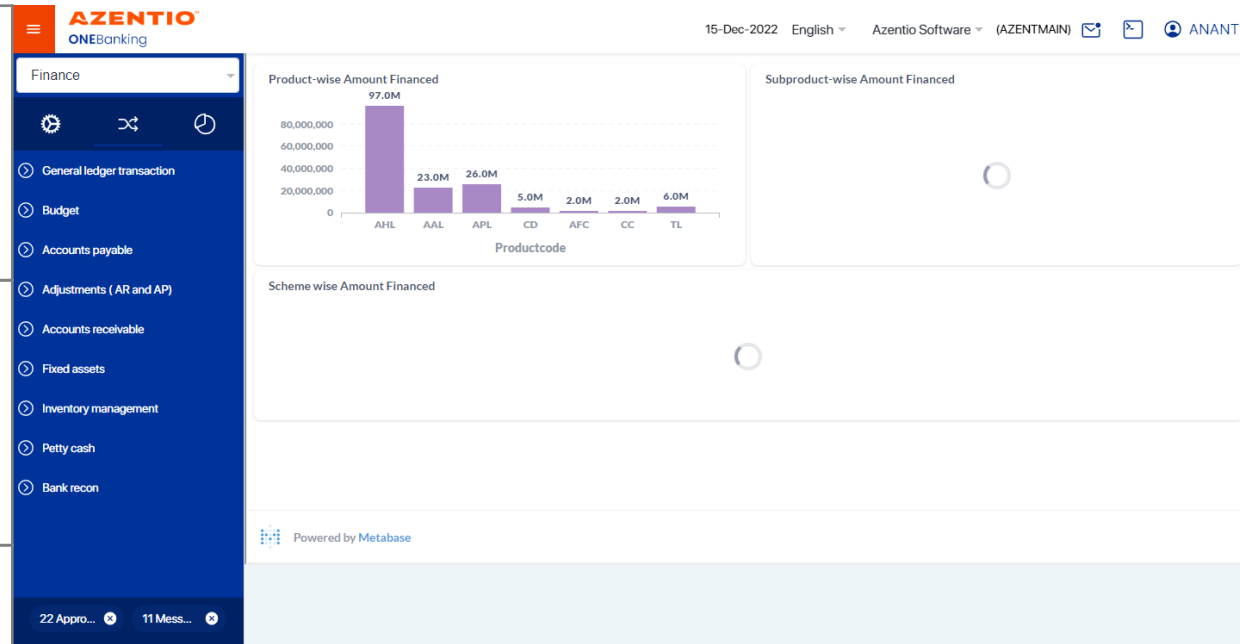 AZENTIO™
ONEBanking
15-Dec-2022 English Azentio Software (AZENTMAIN) ANANT
Finance
General ledger transaction
Budget
Accounts payable
Adjustments ( AR and AP)
Accounts receivable
Fixed assets
Inventory management
Petty cash
Bank recon
22 Appro...
11 Mess...
Product-wise Amount Financed
97.0M
80,000,000
60,000,000
40,000,000
23.0M 26.0M
20,000,000
5.0M 2.0M 2.0M 6.0M
0
AHL AAL APL CD AFC CC TL
Productcode
Subproduct-wise Amount Financed
Scheme wise Amount Financed
Powered by Metabase